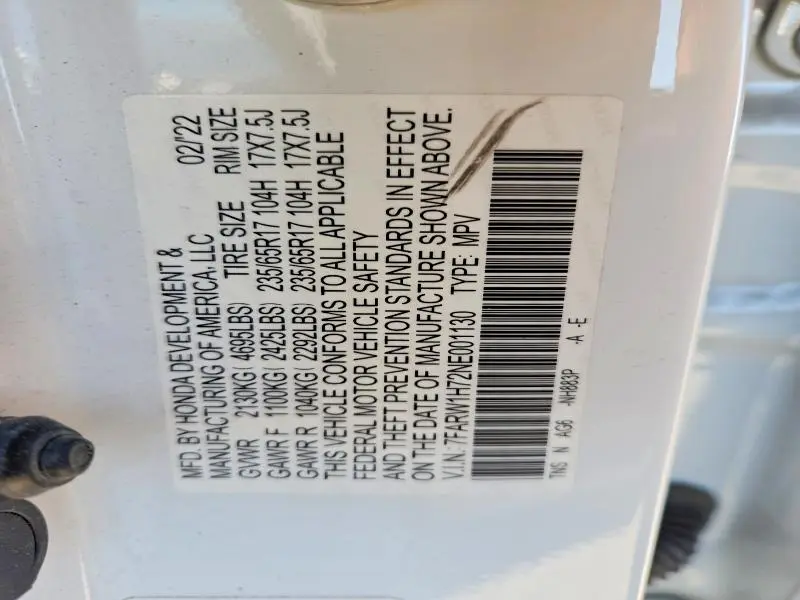 MFD. BY HONDA DEVELOPMENT &
MANUFACTURING OF AMERICA, LLC 02/'22
GVWR 2130KG( 4695LBS) TIRE SIZE RIM SIZE
GAWR F 1100KG( 2425LBS) 235/65R17 104H 17X7.5J
GAWR R 1040KG( 2292LBS) 235/65R17 104H 17X7.5J
THIS VEHICLE CONFORMS TO ALL APPLICABLE
FEDERAL MOTOR VEHICLE SAFETY
AND THEFT PREVENTION STANDARDS IN EFFECT
ON THE DATE OF MANUFACTURE SHOWN ABOVE.
V.I.N.: 7FARW1H72NE001130 TYPE: MPV
TNS N AG6 -NH883P -A -E